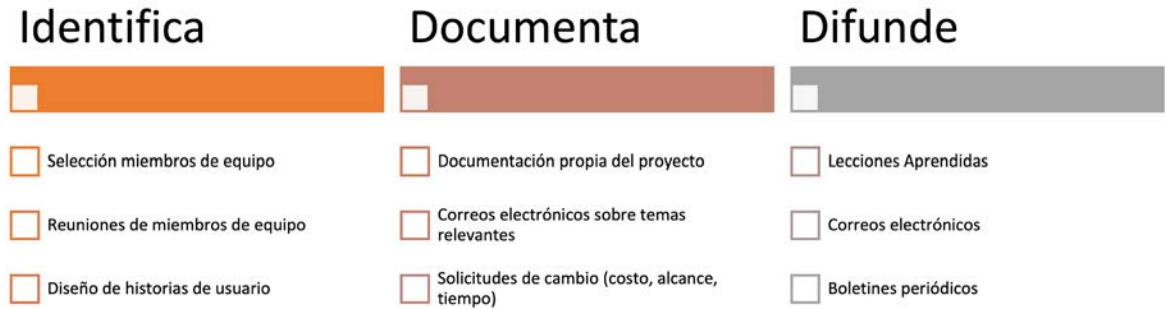 Identifica
Selección miembros de equipo
Reuniones de miembros de equipo
Diseño de historias de usuario
Documenta
Documentación propia del proyecto
Correos electrónicos sobre temas
relevantes
Solicitudes de cambio (costo, alcance,
tiempo)
Difunde
Lecciones Aprendidas
Correos electrónicos
Boletines periódicos